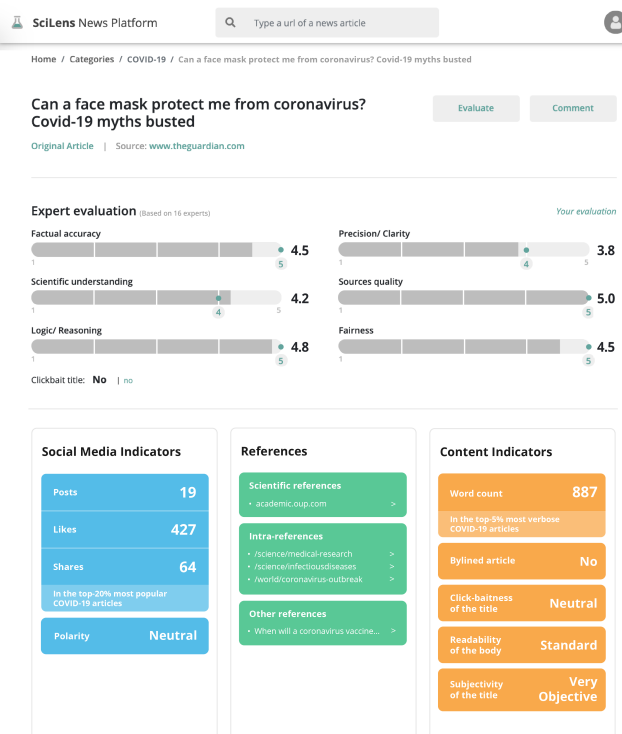 SciLens News Platform
Type a url of a news article
Home / Categories / COVID-19 / Can a face mask protect me from coronavirus? Covid-19 myths busted
Can a face mask protect me from coronavirus?
Covid-19 myths busted
Evaluate
Comment
Original Article | Source: www.theguardian.com
Expert evaluation (Based on 16 experts)
Your evaluation
Factual accuracy
4.5
1
5
Precision/ Clarity
3.8
1
4
5
Scientific understanding
4.2
1
4
5
Sources quality
5.0
1
5
Logic/ Reasoning
4.8
1
5
Fairness
4.5
1
5
Clickbait title: No | no
Social Media Indicators
Posts 19
Likes 427
Shares 64
In the top-20% most popular
COVID-19 articles
Polarity Neutral
References
Scientific references
• academic.oup.com >
Intra-references
• /science/medical-research >
• /science/infectiousdiseases >
• /world/coronavirus-outbreak >
Other references
• When will a coronavirus vaccine... >
Content Indicators
Word count 887
In the top-5% most verbose
COVID-19 articles
Bylined article No
Click-baitness
of the title
Neutral
Readability
of the body
Standard
Subjectivity
of the title
Very
Objective